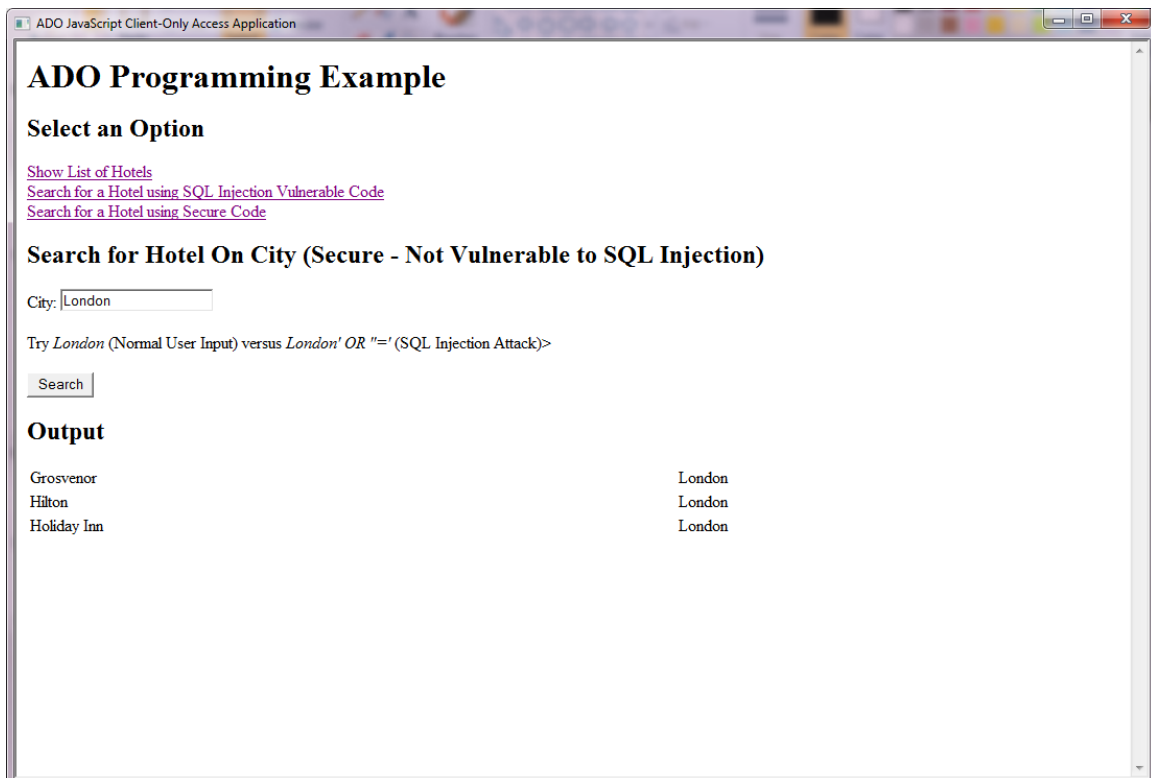 ADO JavaScript Client-Only Access Application
ADO Programming Example
Select an Option
Show List of Hotels
Search for a Hotel using SQL Injection Vulnerable Code
Search for a Hotel using Secure Code
Search for Hotel On City (Secure - Not Vulnerable to SQL Injection)
City: London
Try London (Normal User Input) versus London' OR ''=' (SQL Injection Attack)>
Search
Output
Grosvenor London
Hilton London
Holiday Inn London